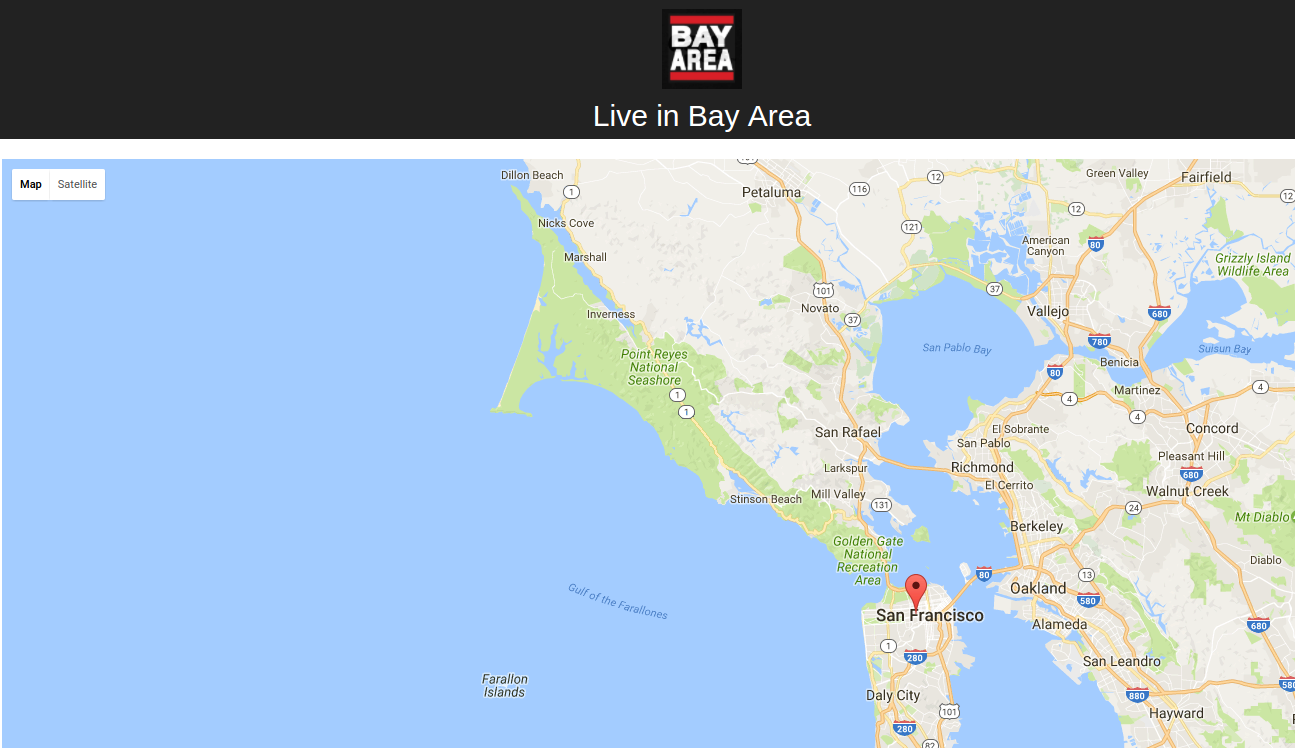 BAY
AREA
Live in Bay Area
Map
Satellite
Dillon Beach
1
Petaluma
116
12
Green Valley
Fairfield
12
12
Nicks Cove
121
American
Canyon
80
Marshall
Grizzly Island
Wildlife Area
101
37
Novato
37
Inverness
Vallejo
680
780
San Pablo Bay
Suisun Bay
Point Reyes
National
Seashore
Benicia
80
1
Martinez
4
4
1
4
San Rafael
El Sobrante
Concord
San Pablo
Pleasant Hill
Larkspur
Richmond
680
El Cerrito
Stinson Beach
Mill Valley
Walnut Creek
131
24
Mt Diablo
Berkeley
Golden Gate
National
Recreation
Area
Diablo
80
13
Oakland
580
Gulf of the Farallones
San Francisco
Alameda
680
1
280
San Leandro
Farallon
Islands
580
Daly City
880
101
Hayward
280
82